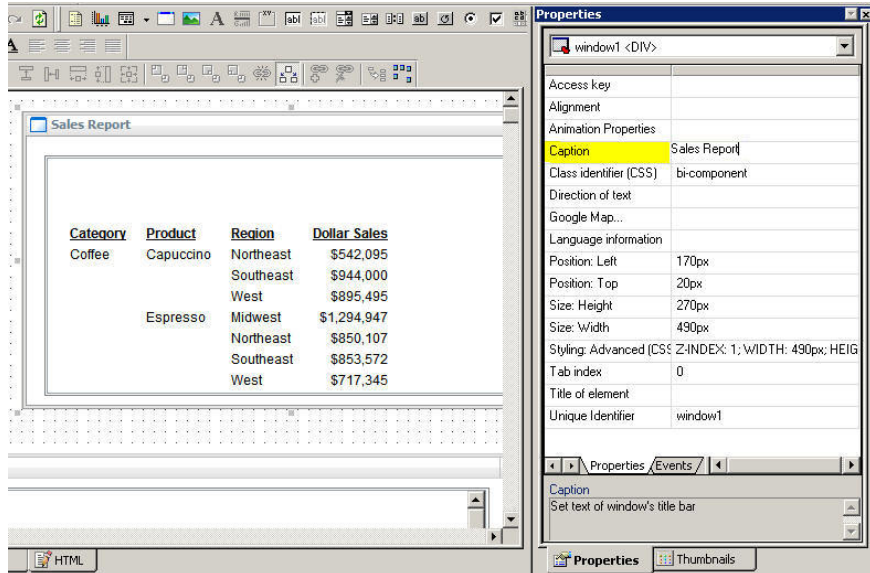 Properties
window1 <DIV>
Access key
Alignment
Animation Properties
Caption Sales Report
Class identifier (CSS) bi-component
Direction of text
Google Map...
Language information
Position: Left 170px
Position: Top 20px
Size: Height 270px
Size: Width 490px
Styling: Advanced (CSS Z-INDEX: 1; WIDTH: 490px; HEIG
Tab index 0
Title of element
Unique Identifier window1
Properties Events
Caption
Set text of window's title bar
Properties Thumbnails
A
abl abl ab
A
Sales Report
Category Product Region Dollar Sales
Coffee Capuccino Northeast $542,095
Southeast $944,000
West $895,495
Espresso Midwest $1,294,947
Northeast $850,107
Southeast $853,572
West $717,345
HTML